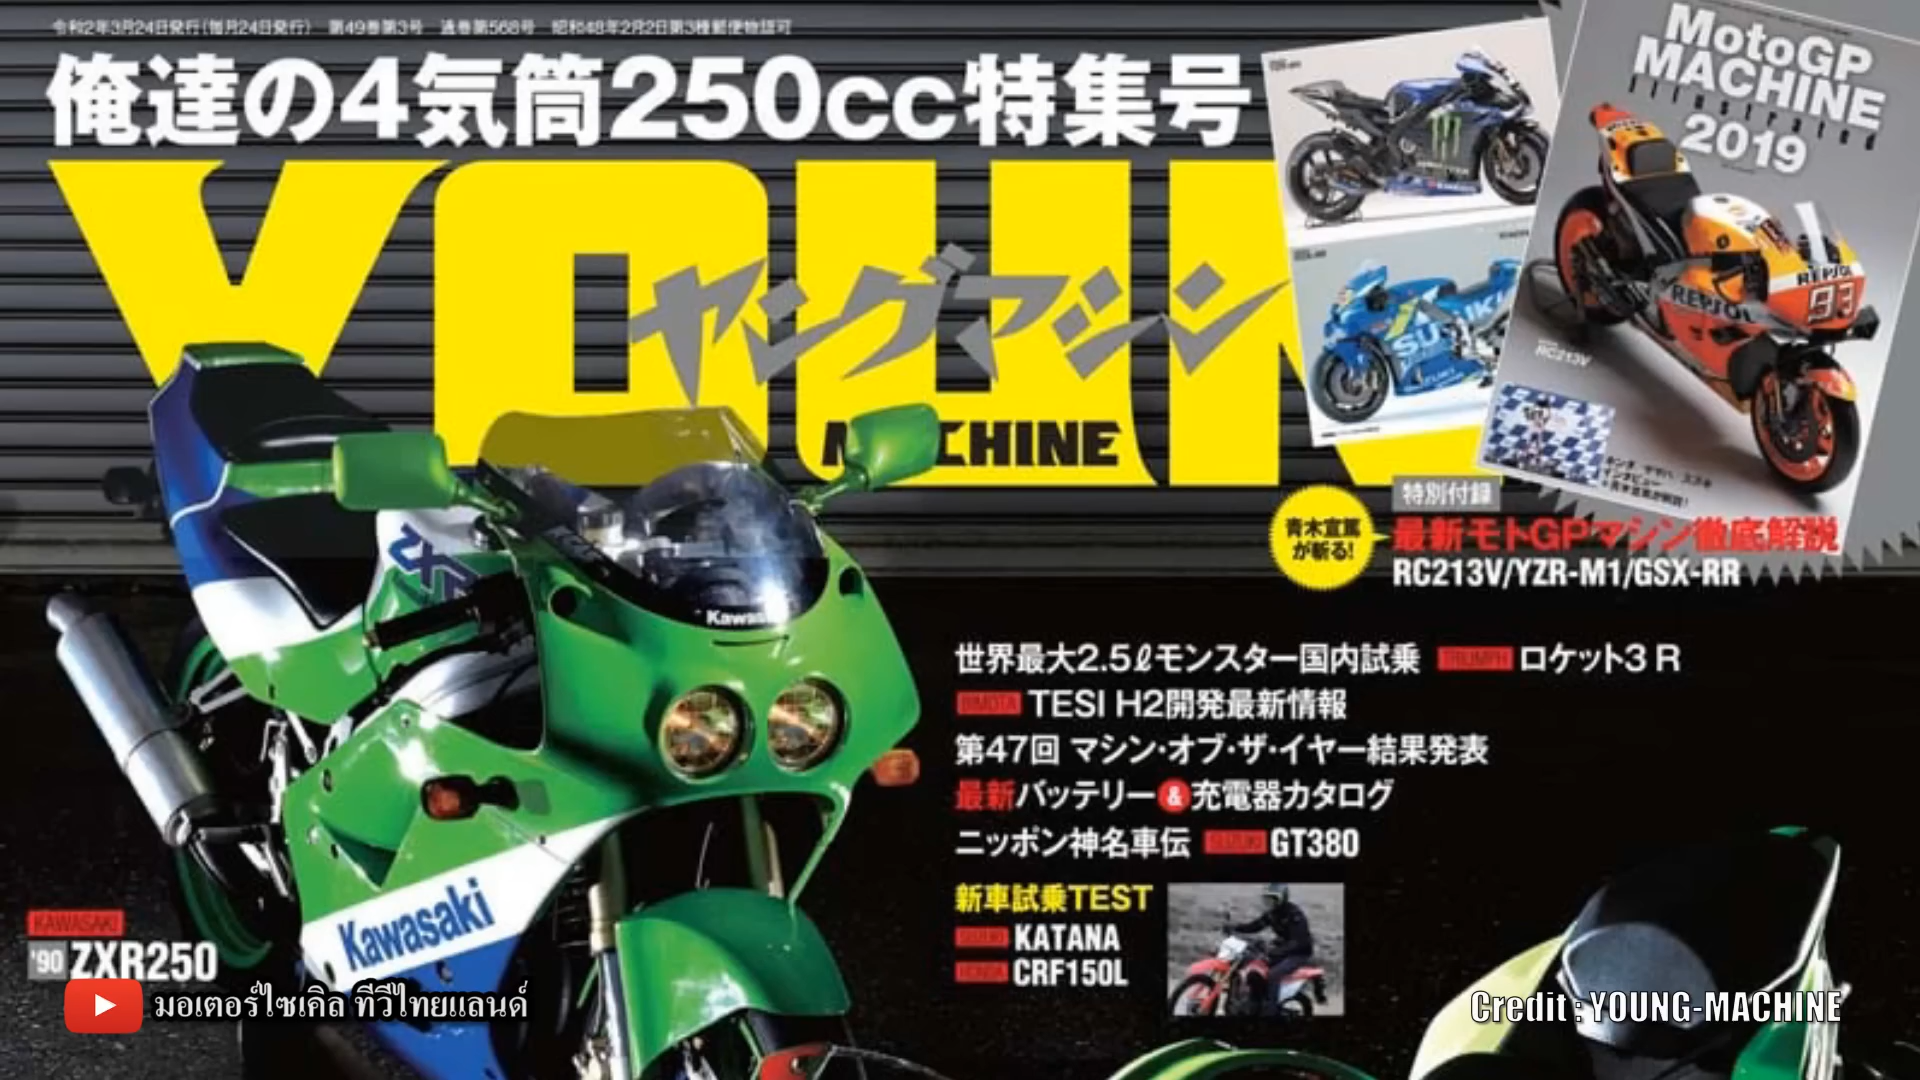 令和2年3月24日発行(毎月24日発行) 第49巻第3号 通巻第568号 昭和48年2月2日第3種郵便物認可
俺達の4気筒250cc特集号
YOUN
ヤングマシン
MACHINE
MotoGP
MACHINE
Illustrated
2019
REPSOL
REPSOL
93
RC213V
SUZUKI
特別付録
青木宣篤
が斬る!
最新モトGPマシン徹底解説
RC213V/YZR-M1/GSX-RR
ZXR
Kawasaki
世界最大2.5ℓモンスター国内試乗 TRIUMPH ロケット3 R
BIMOTA TESI H2開発最新情報
第47回 マシン・オブ・ザ・イヤー結果発表
最新バッテリー&充電器カタログ
ニッポン神名車伝 SUZUKI GT380
新車試乗TEST
SUZUKI KATANA
HONDA CRF150L
Kawasaki
KAWASAKI
'90 ZXR250
มอเตอร์ไซเคิล ทีวีไทยแลนด์
Credit : YOUNG-MACHINE